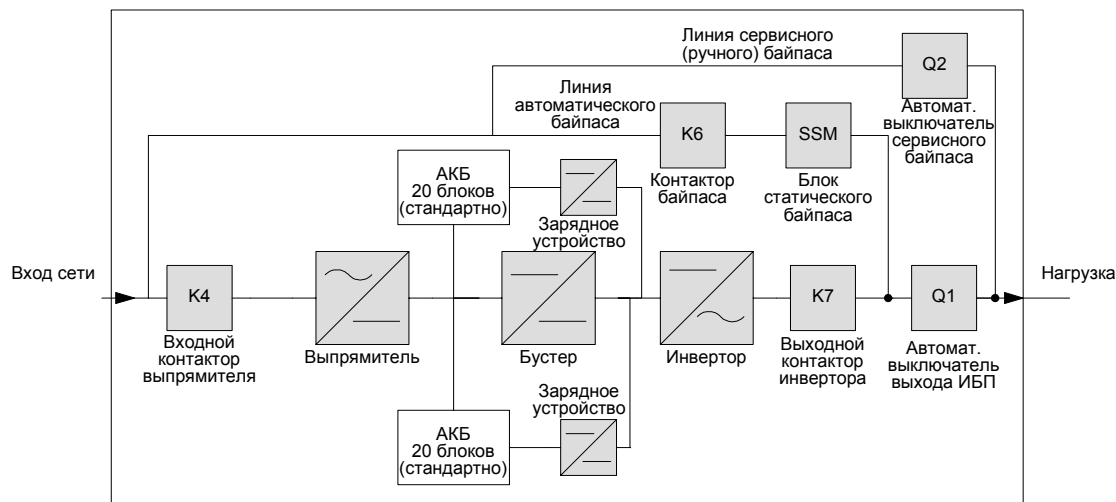 Линия сервисного
(ручного) байпаса
Q2
Автомат.
выключатель
сервисного
байпаса
Линия
автоматического
байпаса
K6
Контактор
байпаса
SSM
Блок
статического
байпаса
АКБ
20 блоков
(стандартно)
Зарядное
устройство
Вход сети
K4
Входной
контактор
выпрямителя
Выпрямитель
Бустер
Инвертор
K7
Выходной
контактор
инвертора
Q1
Автомат.
выключатель
выхода ИБП
Нагрузка
АКБ
20 блоков
(стандартно)
Зарядное
устройство